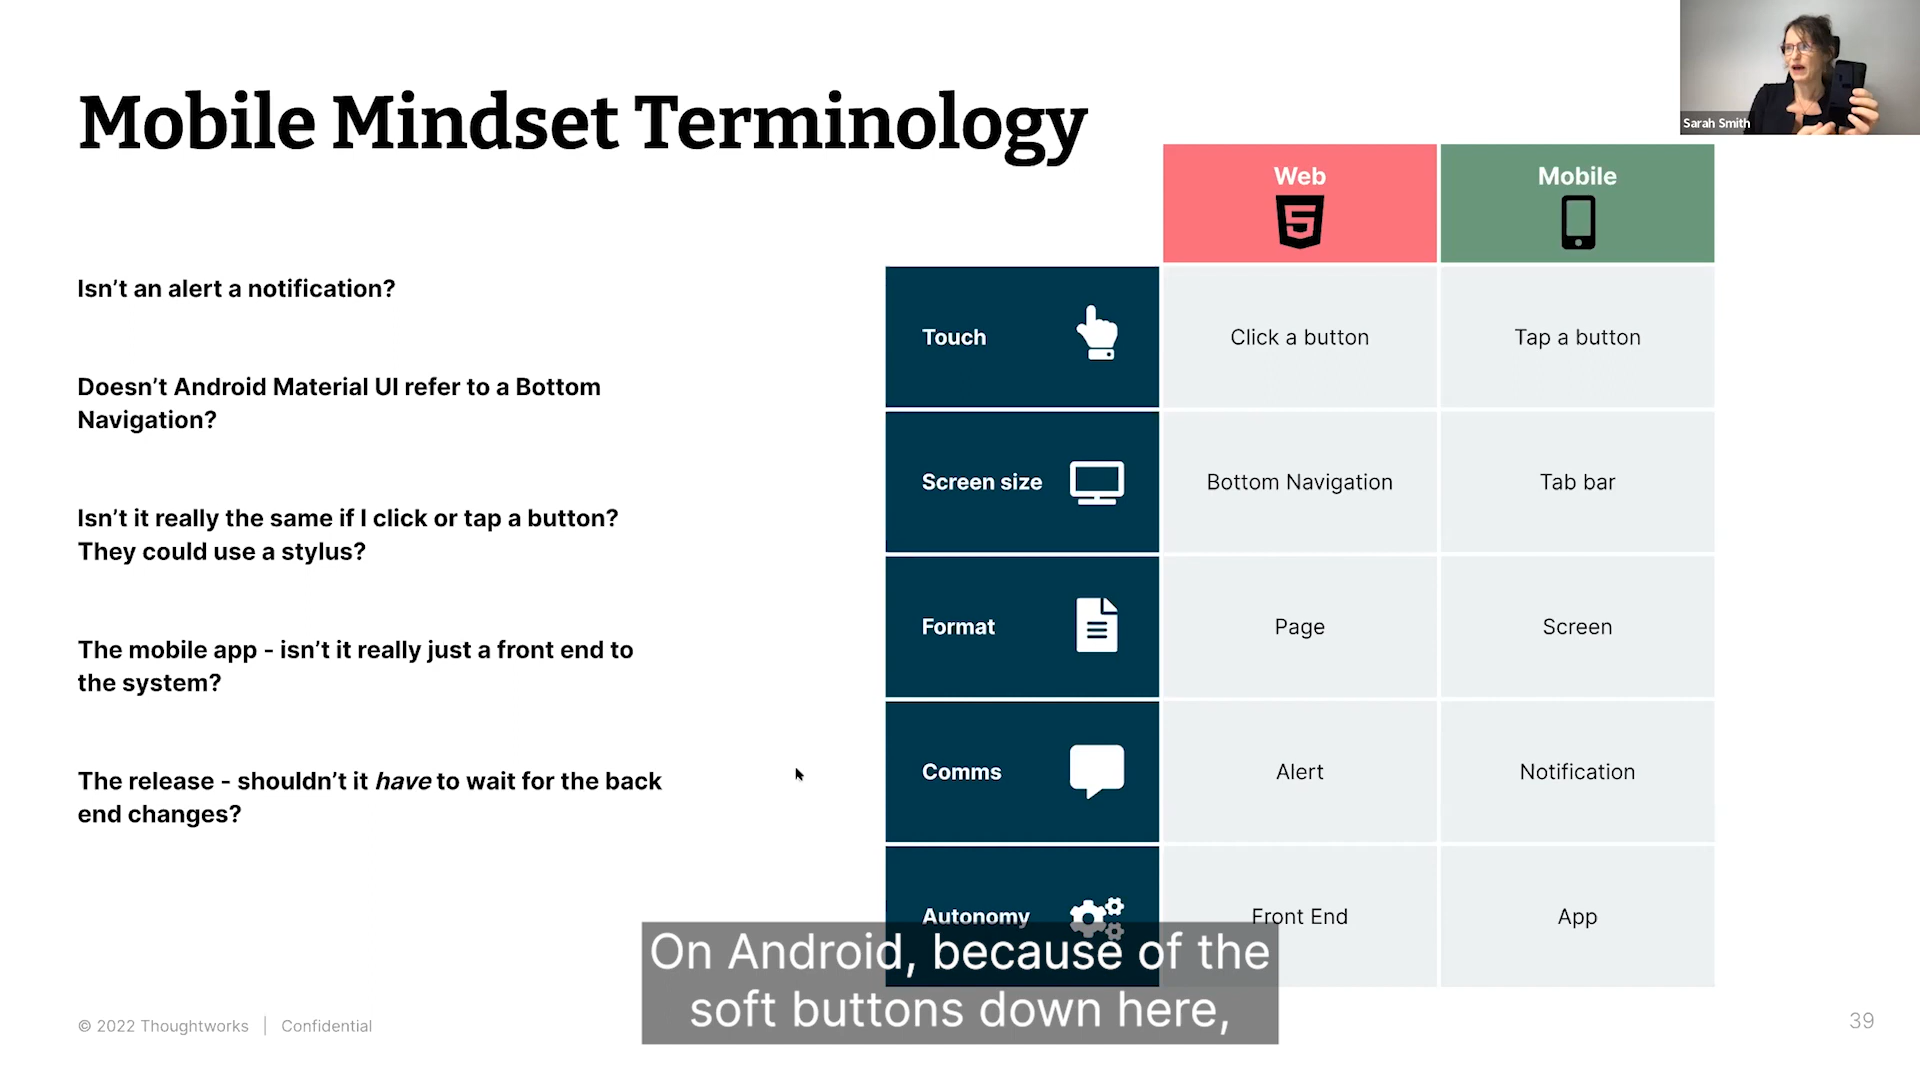 Sarah Smith
Mobile Mindset Terminology
Isn't an alert a notification?
Doesn't Android Material UI refer to a Bottom
Navigation?
Isn't it really the same if I click or tap a button?
They could use a stylus?
The mobile app - isn't it really just a front end to
the system?
The release - shouldn't it have to wait for the back
end changes?
Web
Mobile
5
Touch
Click a button
Tap a button
Screen size
Bottom Navigation
Tab bar
Format
Page
Screen
Comms
Alert
Notification
Autonomy
Front End
App
On Android, because of the
soft buttons down here,
© 2022 Thoughtworks | Confidential
39